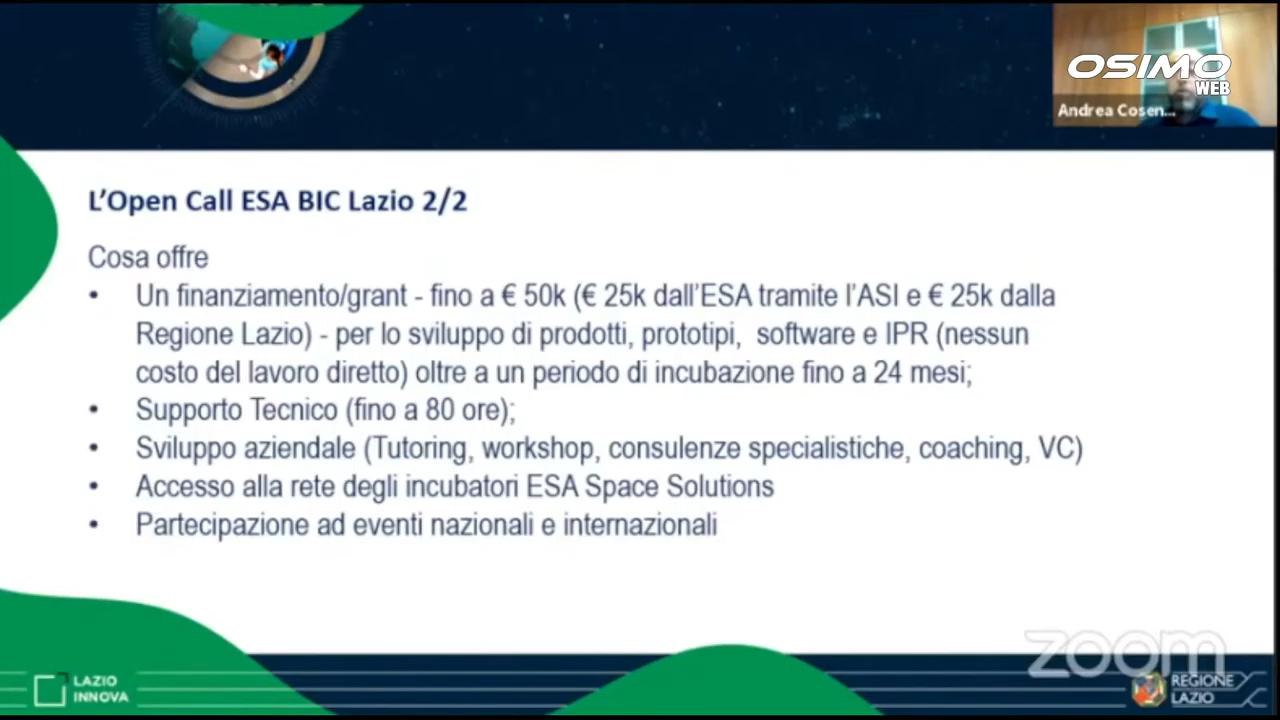 OSIMO
WEB
Andrea Cosen...
L'Open Call ESA BIC Lazio 2/2
Cosa offre
• Un finanziamento/grant - fino a € 50k (€ 25k dall'ESA tramite l'ASI e € 25k dalla
Regione Lazio) - per lo sviluppo di prodotti, prototipi, software e IPR (nessun
costo del lavoro diretto) oltre a un periodo di incubazione fino a 24 mesi;
• Supporto Tecnico (fino a 80 ore);
• Sviluppo aziendale (Tutoring, workshop, consulenze specialistiche, coaching, VC)
• Accesso alla rete degli incubatori ESA Space Solutions
• Partecipazione ad eventi nazionali e internazionali
zoom
LAZIO
INNOVA
REGIONE
LAZIO